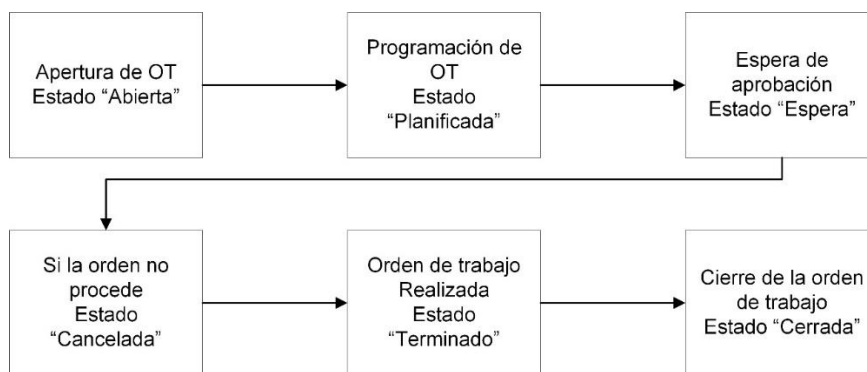 Apertura de OT
Estado “Abierta”
Programación de
OT
Estado
“Planificada”
Espera de
aprobación
Estado “Espera”
Si la orden no
procede
Estado
“Cancelada”
Orden de trabajo
Realizada
Estado
“Terminado”
Cierre de la orden
de trabajo
Estado “Cerrada”